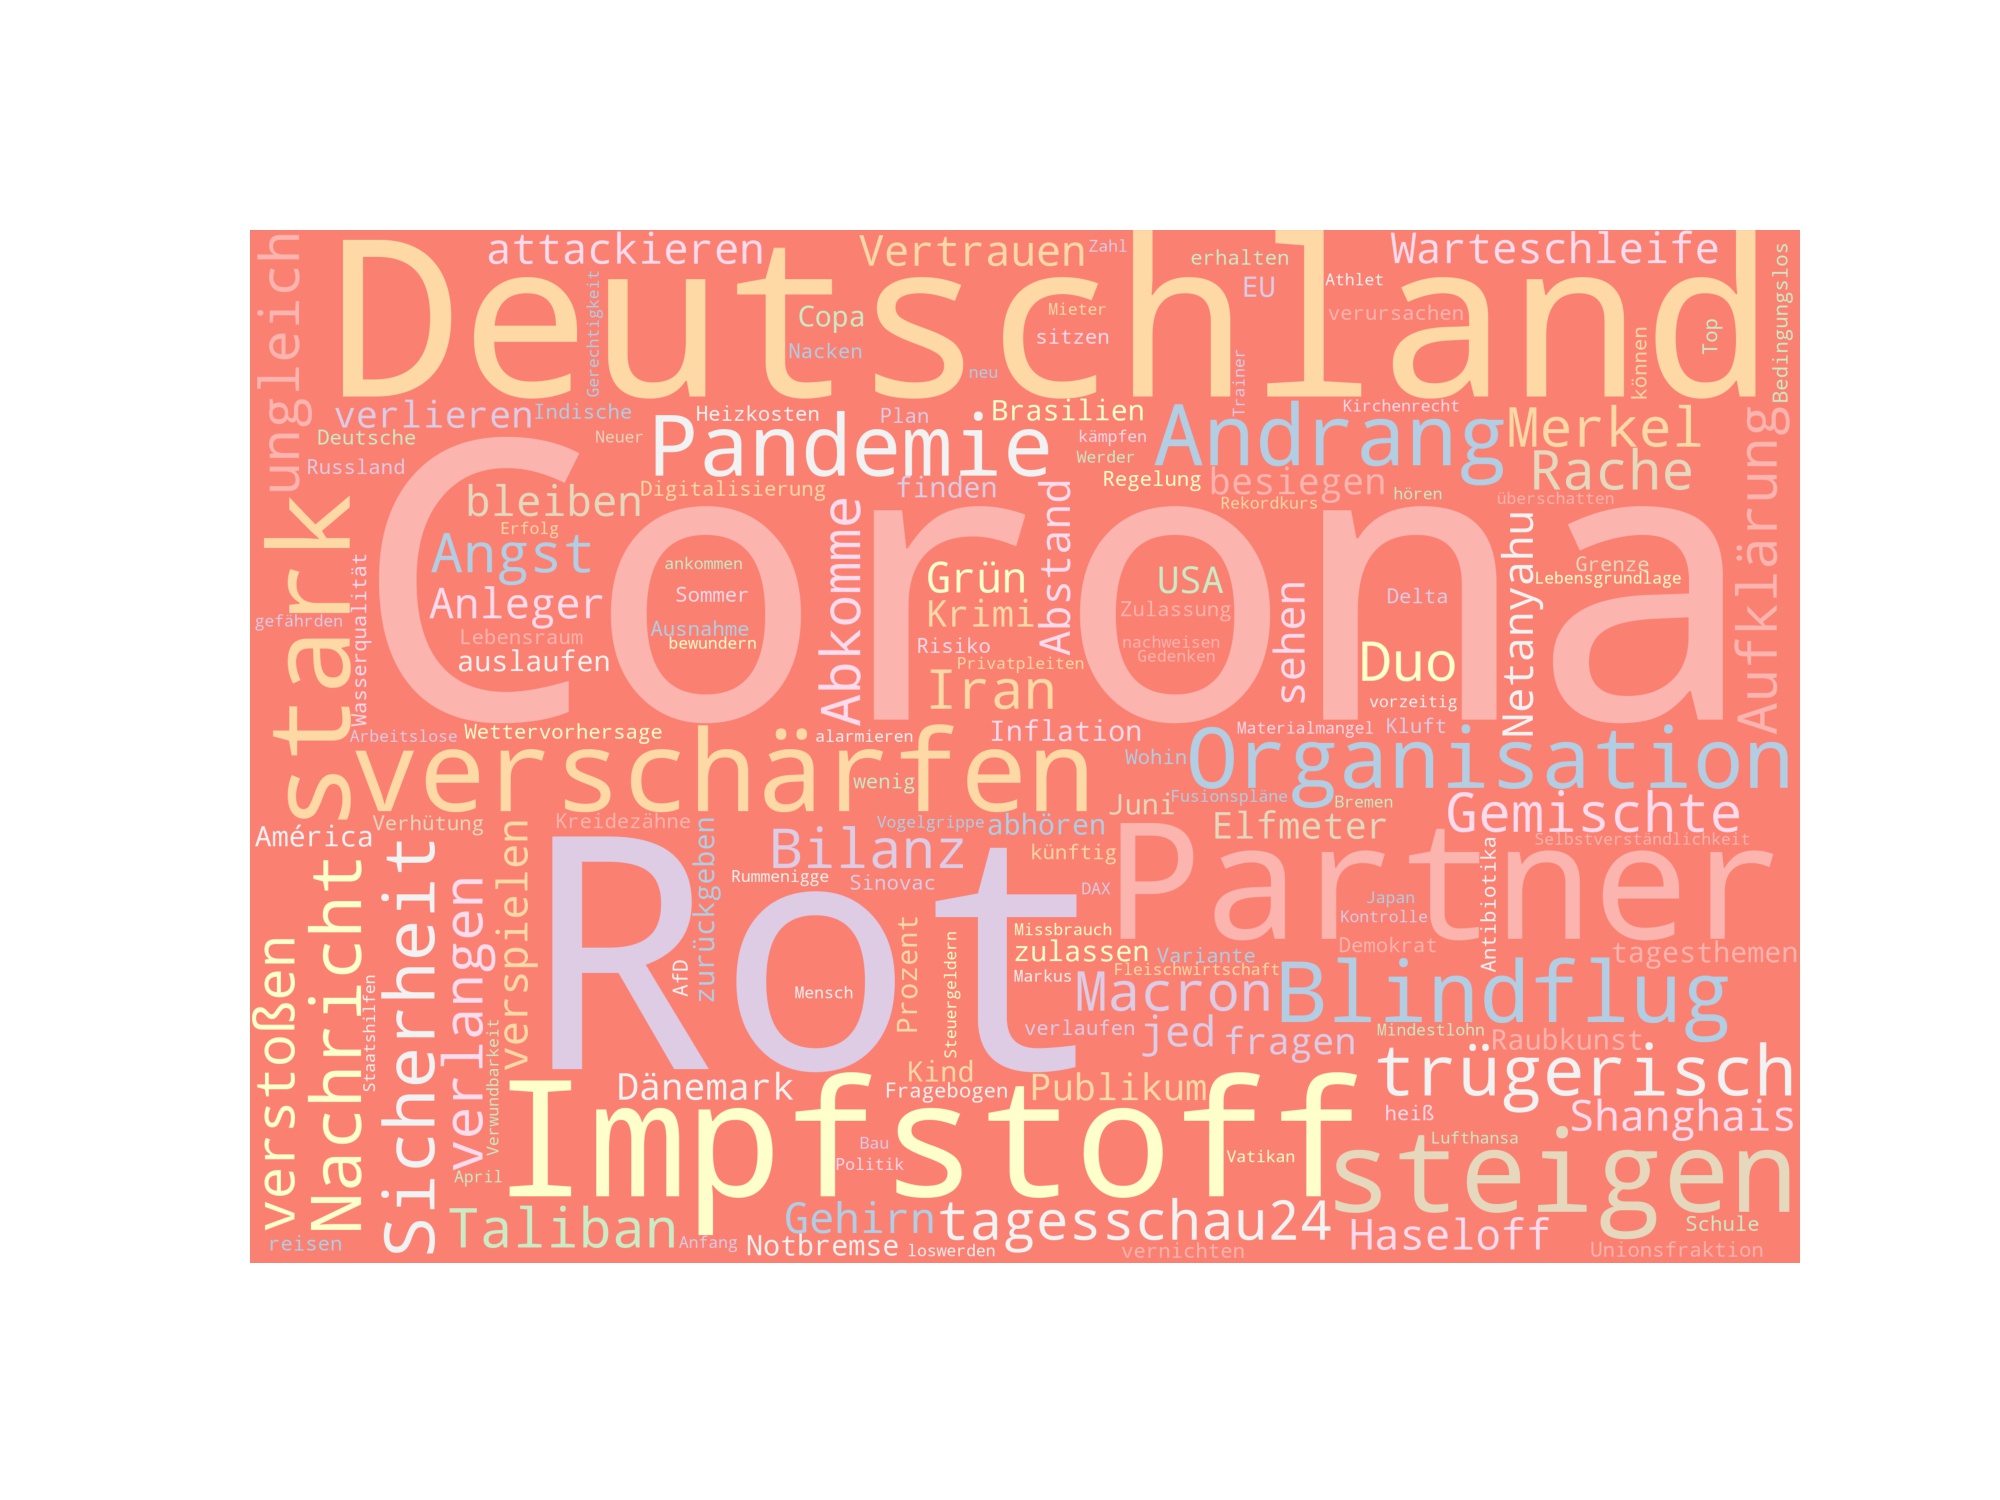 ungleich
attackieren
Vertrauen
Zahl
erhalten
Warteschleife
Deutschland
EU
Athlet
Bedingungslos
Gerechtigkeit
Copa
Mieter
verursachen
Nacken
sitzen
Top
können
neu
Trainer
verlieren
Indische
Heizkosten
Plan
Brasilien
Kirchenrecht
Deutsche
Neuer
Pandemie
kämpfen
Andrang
Merkel
Russland
Werder
Rache
Aufklärung
stark
bleiben
Digitalisierung
finden
Regelung
besiegen
hören
überschatten
Rekordkurs
Corona
Erfolg
Angst
Abkomme
Abstand
Netanyahu
ankommen
Grün
USA
Grenze
Lebensgrundlage
Anleger
Sommer
Krimi
Zulassung
sehen
Delta
gefährden
Wasserqualität
Lebensraum
Ausnahme
bewundern
Risiko
nachweisen
Gedenken
auslaufen
Privatpleiten
Duo
Iran
vorzeitig
Arbeitslose
Wettervorhersage
alarmieren
Inflation
Materialmangel
Kluft
verschärfen
Wohin
Organisation
wenig
Juni
Fusionspläne
Bremen
América
Verhütung
Kreidezähne
Vogelgrippe
abhören
Elfmeter
Gemischte
Selbstverständlichkeit
Bilanz
künftig
Partner
Rummenigge
Sinovac
DAX
Japan
Kontrolle
Antibiotika
Nachricht
Sicherheit
verlangen
verspielen
Rot
zurückgeben
Missbrauch
zulassen
Variante
Demokrat
tagesthemen
verstoßen
Staatshilfen
AfD
Mensch
Prozent
Steuergeldern
Markus
Fleischwirtschaft
Macron
Blindflug
Verwundbarkeit
verlaufen
jed
fragen
Mindestlohn
Raubkunst
Dänemark
Kind
Fragebogen
Publikum
trügerisch
heiß
Shanghais
Impfstoff
Bau
Politik
Vatikan
Lufthansa
steigen
April
Taliban
Gehirn
tagesschau24
Haseloff
Schule
reisen
Anfang
Notbremse
loswerden
vernichten
Unionsfraktion